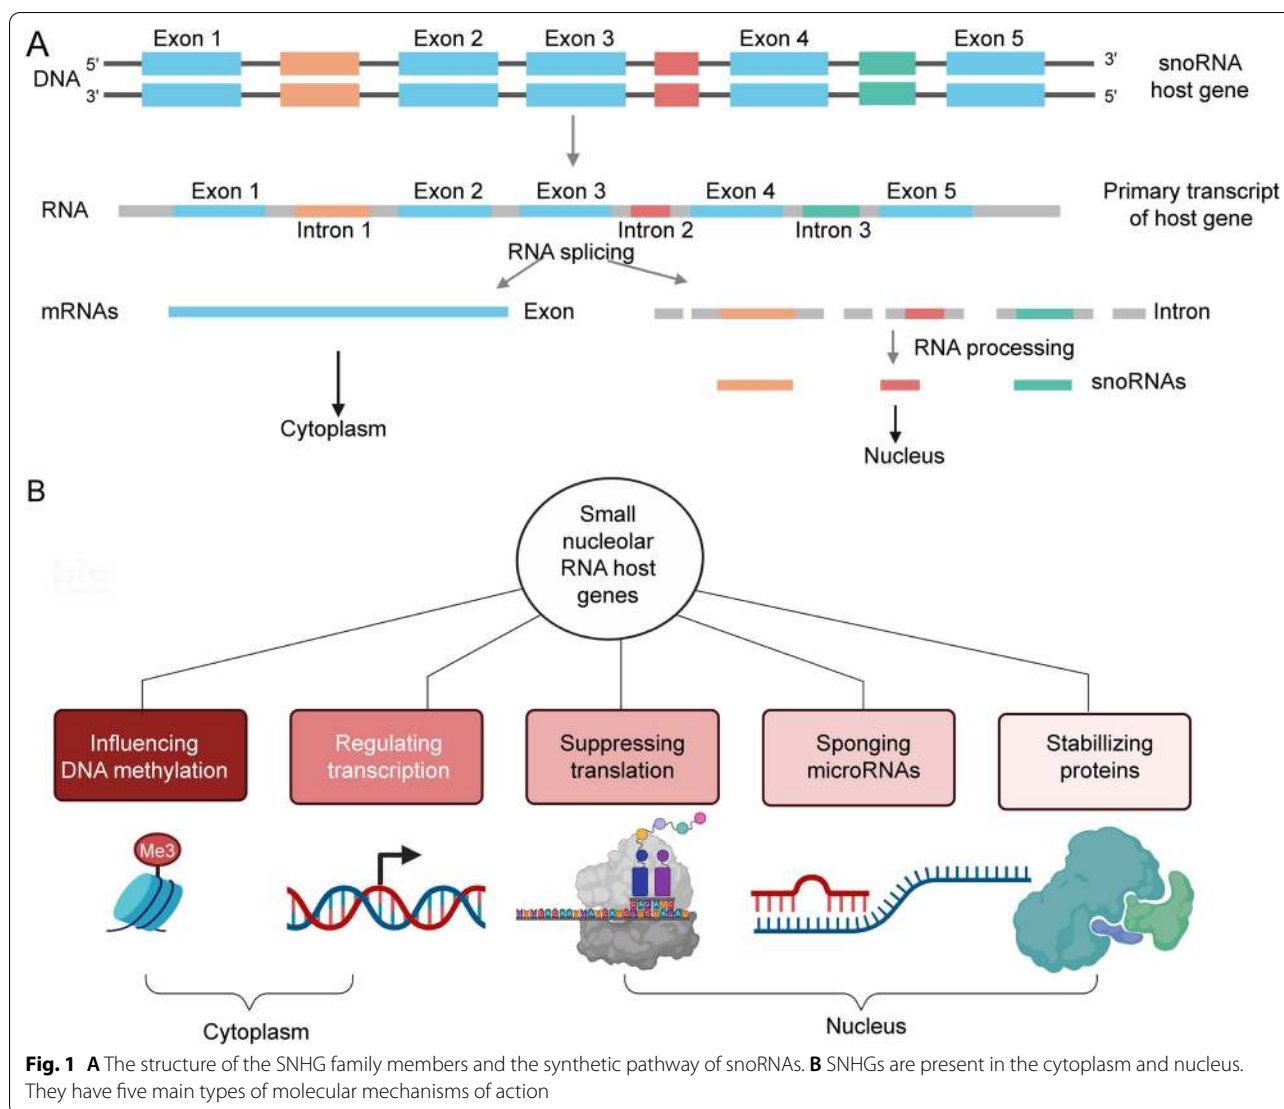 A
Exon 1 Exon 2 Exon 3 Exon 4 Exon 5
5' 3'
DNA
3' 5'
snoRNA
host gene
Exon 1 Exon 2 Exon 3 Exon 4 Exon 5
RNA
Intron 1 Intron 2 Intron 3
Primary transcript
of host gene
RNA splicing
mRNAs Exon Intron
RNA processing
snoRNAs
Cytoplasm
Nucleus
B
Small
nucleolar
RNA host
genes
Influencing
DNA methylation
Regulating
transcription
Suppressing
translation
Sponging
microRNAs
Stabillizing
proteins
Me3
Cytoplasm
Nucleus
Fig. 1 A The structure of the SNHG family members and the synthetic pathway of snoRNAs. B SNHGs are present in the cytoplasm and nucleus.
They have five main types of molecular mechanisms of action